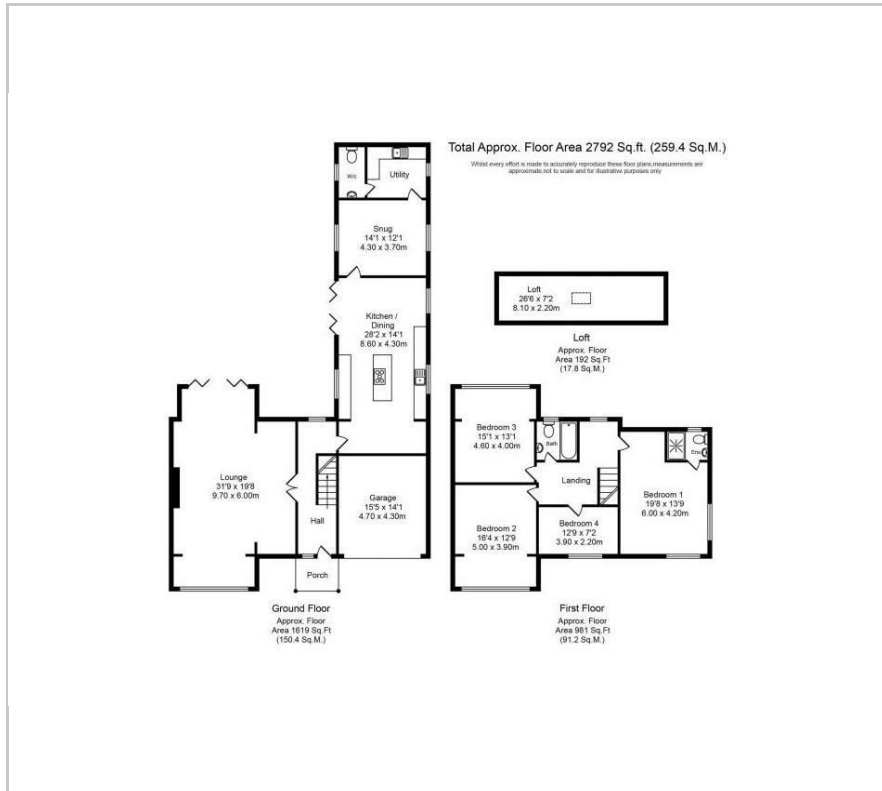 Total Approx. Floor Area 2792 Sq.ft. (259.4 Sq.M.)
Whilst every effort is made to accurately reproduce these floor plans,measurements are
approximate,not to scale and for illustrative purposes only
W/c
Utility
Snug
14'1 x 12'1
4.30 x 3.70m
Kitchen /
Dining
28'2 x 14'1
8.60 x 4.30m
Lounge
31'9 x 19'8
9.70 x 6.00m
Hall
Garage
15'5 x 14'1
4.70 x 4.30m
Porch
Ground Floor
Approx. Floor
Area 1619 Sq.Ft
(150.4 Sq.M.)
Loft
26'6 x 7'2
8.10 x 2.20m
Loft
Approx. Floor
Area 192 Sq.Ft
(17.8 Sq.M.)
Bedroom 3
15'1 x 13'1
4.60 x 4.00m
Bath
Ens
Landing
Bedroom 1
19'8 x 13'9
6.00 x 4.20m
Bedroom 2
16'4 x 12'9
5.00 x 3.90m
Bedroom 4
12'9 x 7'2
3.90 x 2.20m
First Floor
Approx. Floor
Area 981 Sq.Ft
(91.2 Sq.M.)